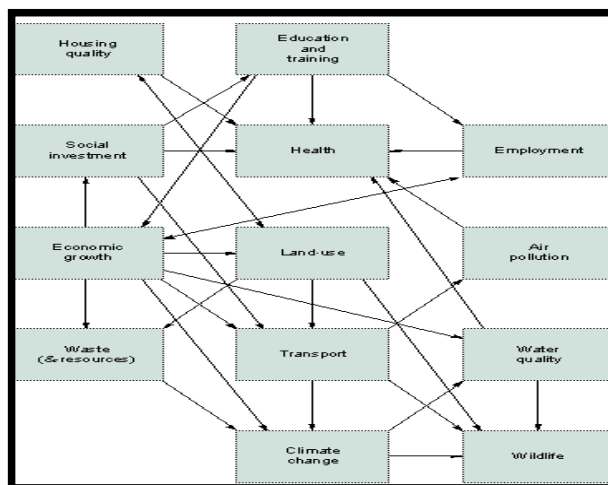 Housing
quality
Education
and
training
Social
investment
Health
Employment
Economic
growth
Land-use
Air
pollution
Waste
(& resources)
Transport
Water
quality
Climate
change
Wildlife